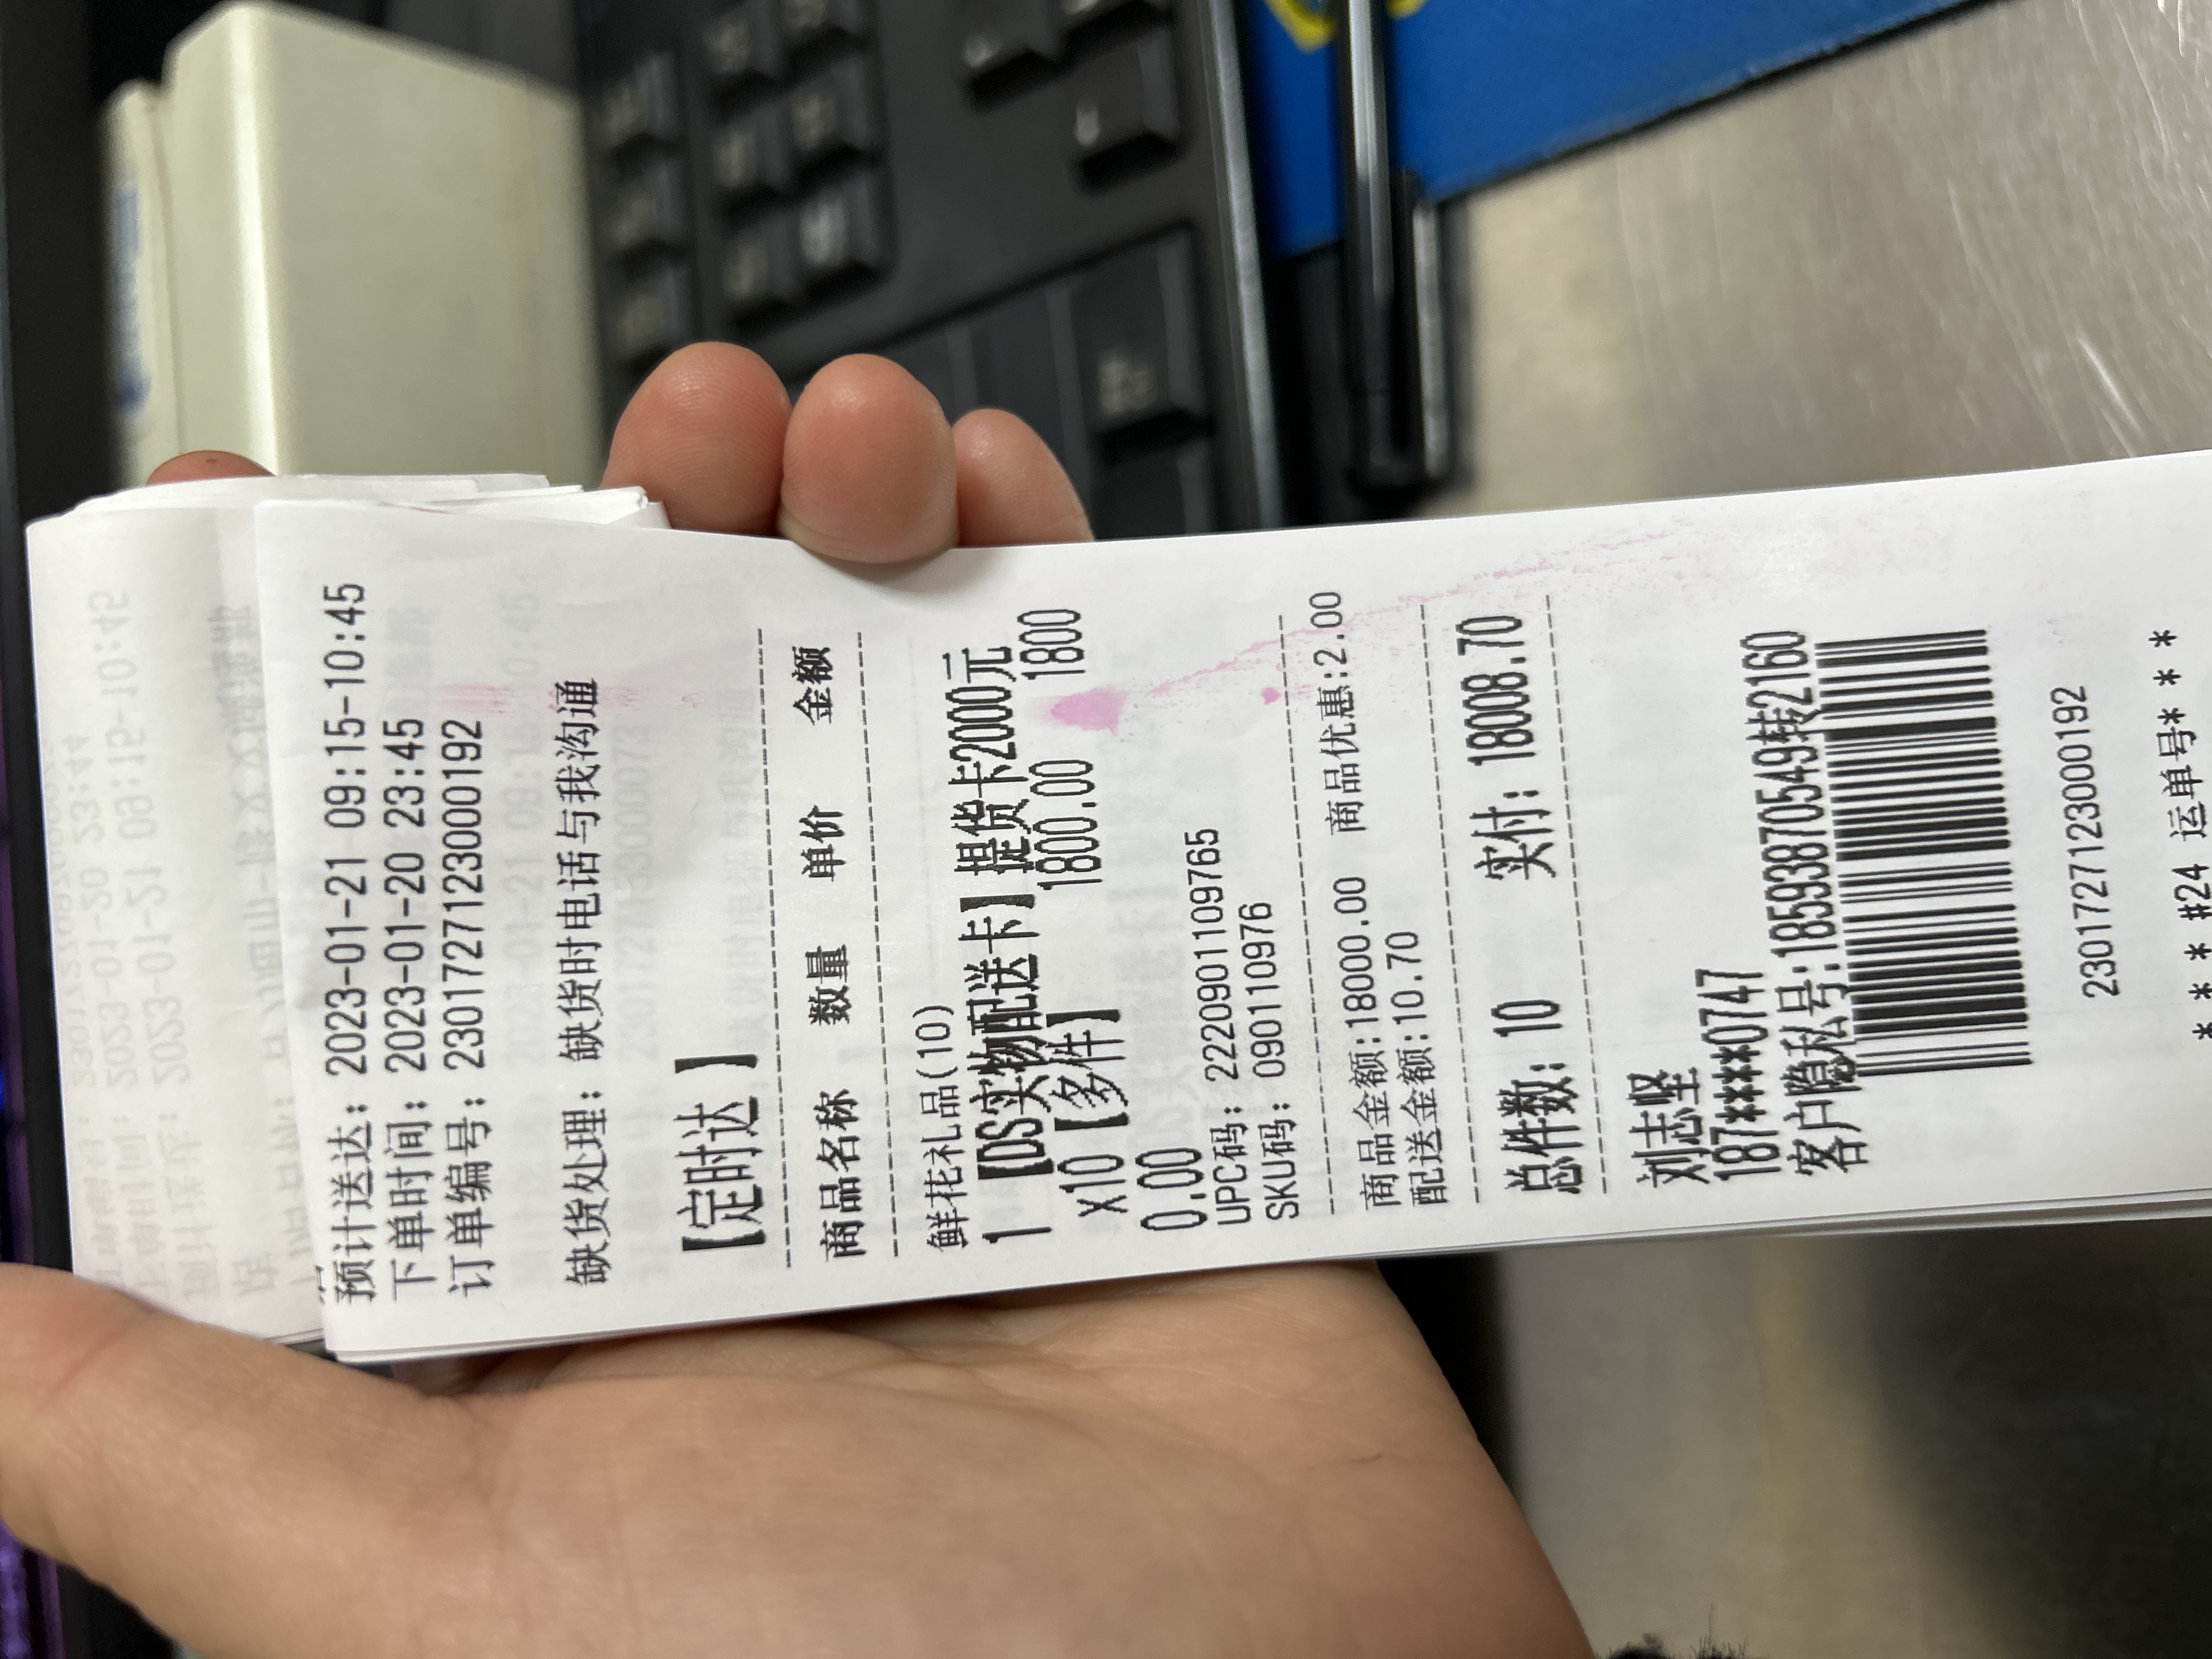 预计送达: 2023-01-21 09:15-10:45
下单时间: 2023-01-20 23:45
订单编号: 2301727123000192
缺货处理: 缺货时电话与我沟通
【定时达 】
商品名称 数量 单价 金额
鲜花礼品(10)
1 【DS实物配送卡】提货卡2000元
x10【多件】 1800.00 1800
0.00
UPC码: 2220901109765
SKU码: 090110976
商品金额:18000.00 商品优惠:2.00
配送金额:10.70
总件数: 10 实付: 18008.70
刘志坚
187****0747
客户隐私号:18593870549转2160
2301727123000192
* * * #24 运单号* * *